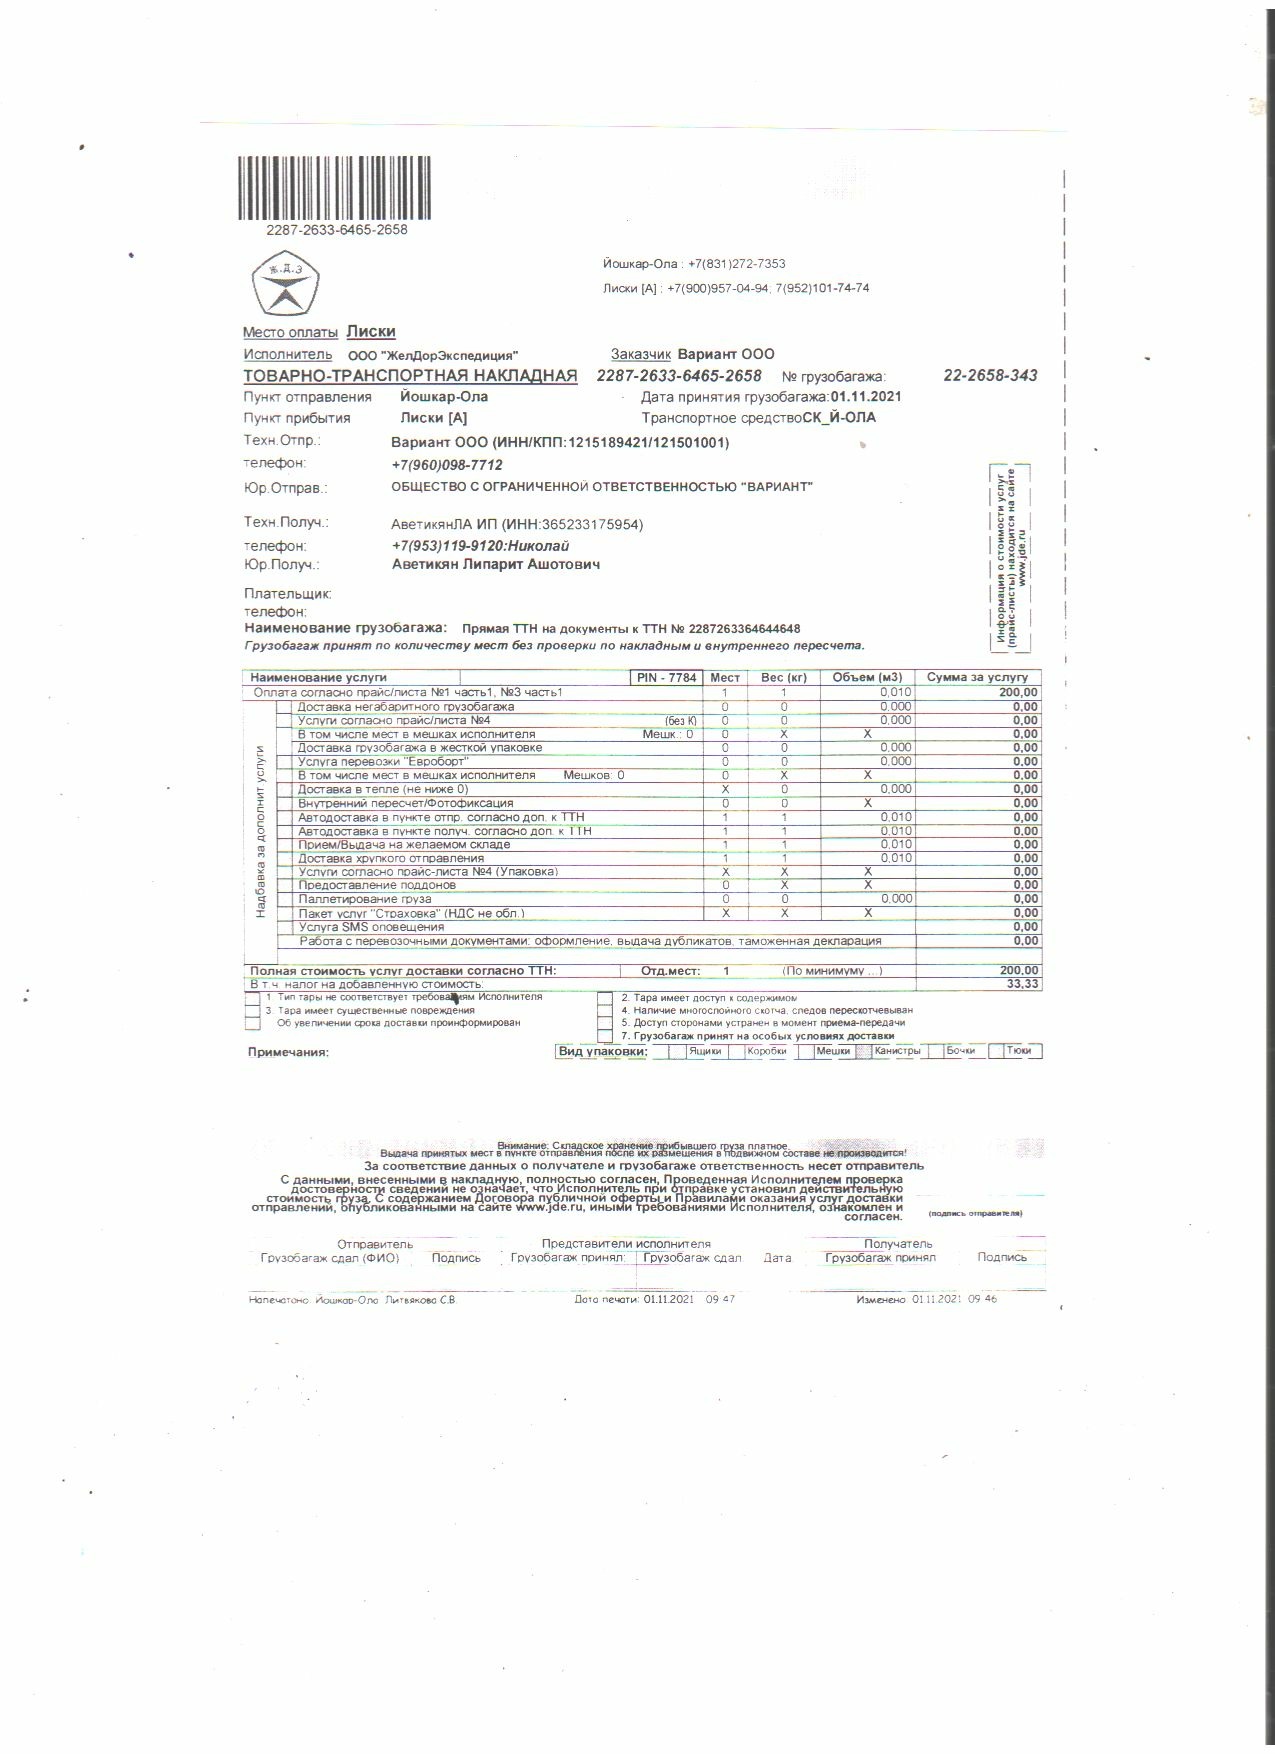 2287-2633-6465-2658
Ж.Д.Э
Йошкар-Ола : +7(831)272-7353
Лиски [А] : +7(900)957-04-94; 7(952)101-74-74
Место оплаты Лиски
Исполнитель ООО "ЖелДорЭкспедиция" Заказчик Вариант ООО
ТОВАРНО-ТРАНСПОРТНАЯ НАКЛАДНАЯ 2287-2633-6465-2658 № грузобагажа: 22-2658-343
Пункт отправления Йошкар-Ола Дата принятия грузобагажа:01.11.2021
Пункт прибытия Лиски [А] Транспортное средствоСК_Й-ОЛА
Техн.Отпр.: Вариант ООО (ИНН/КПП:1215189421/121501001)
телефон: +7(960)098-7712
Юр.Отправ.: ОБЩЕСТВО С ОГРАНИЧЕННОЙ ОТВЕТСТВЕННОСТЬЮ "ВАРИАНТ"
Техн.Получ.: АветикянЛА ИП (ИНН:365233175954)
телефон: +7(953)119-9120:Николай
Юр.Получ.: Аветикян Липарит Ашотович
Плательщик:
телефон:
Информация о стоимости услуг
(прайс-листы) находится на сайте
www.jde.ru
Наименование грузобагажа: Прямая ТТН на документы к ТТН № 2287263364644648
Грузобагаж принят по количеству мест без проверки по накладным и внутреннего пересчета.
Наименование услуги PIN - 7784 Мест Вес (кг) Объем (м3) Сумма за услугу
Оплата согласно прайс/листа №1 часть1, №3 часть1 1 1 0,010 200,00
Надбавка за дополнит услуги
Доставка негабаритного грузобагажа 0 0 0.000 0,00
Услуги согласно прайс/листа №4 (без К) 0 0 0.000 0,00
В том числе мест в мешках исполнителя Мешк.: 0 0 X X 0,00
Доставка грузобагажа в жесткой упаковке 0 0 0.000 0,00
Услуга перевозки "Евроборт" 0 0 0.000 0,00
В том числе мест в мешках исполнителя Мешков: 0 0 X X 0,00
Доставка в тепле (не ниже 0) X 0 0,000 0,00
Внутренний пересчет/Фотофиксация 0 0 X 0,00
Автодоставка в пункте отпр. согласно доп. к ТТН 1 1 0,010 0,00
Автодоставка в пункте получ. согласно доп. к ТТН 1 1 0.010 0,00
Прием/Выдача на желаемом складе 1 1 0.010 0,00
Доставка хрупкого отправления 1 1 0,010 0,00
Услуги согласно прайс-листа №4 (Упаковка) X X X 0,00
Предоставление поддонов 0 X X 0,00
Паллетирование груза 0 0 0.000 0,00
Пакет услуг "Страховка" (НДС не обл.) X X X 0,00
Услуга SMS оповещения 0,00
Работа с перевозочными документами: оформление, выдача дубликатов, таможенная декларация 0,00
Полная стоимость услуг доставки согласно ТТН: Отд.мест: 1 (По минимуму ...) 200,00
В т.ч. налог на добавленную стоимость: 33,33
1 Тип тары не соответствует требованиям Исполнителя 2. Тара имеет доступ к содержимом
3. Тара имеет существенные повреждения 4. Наличие многослойного скотча, следов перескотчеван
Об увеличении срока доставки проинформирован 5. Доступ сторонами устранен в момент приема-передачи
7. Грузобагаж принят на особых условиях доставки
Примечания: Вид упаковки: Ящики Коробки Мешки Канистры Бочки Тюки
Внимание: Складское хранение прибывшего груза платное.
Выдача принятых мест в пункте отправления после их размещения в подвижном составе не производится!
За соответствие данных о получателе и грузобагаже ответственность несет отправитель
С данными, внесенными в накладную, полностью согласен, Проведенная Исполнителем проверка
достоверности сведений не означает, что Исполнитель при отправке установил действительную
стоимость груза. С содержанием Договора публичной оферты и Правилами оказания услуг доставки
отправлений, опубликованными на сайте www.jde.ru, иными требованиями Исполнителя, ознакомлен и
согласен. (подпись отправителя)
Отправитель Представители исполнителя Получатель
Грузобагаж сдал (ФИО) Подпись Грузобагаж принял: Грузобагаж сдал Дата Грузобагаж принял Подпись
Напечатано: Йошкар-Ола Литвякова С.В. Дата печати: 01.11.2021 09 47 Изменено 01.11.2021 09 46